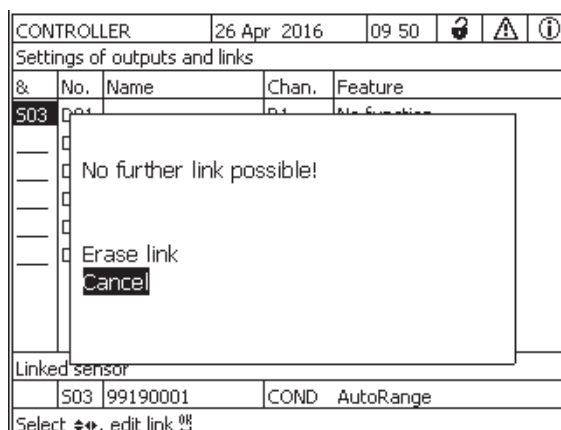 CONTROLLER 26 Apr 2016 09 50
Settings of outputs and links
& No. Name Chan. Feature
S03
No further link possible!
Erase link
Cancel
Linked sensor
S03 99190001 COND AutoRange
Select , edit link OK